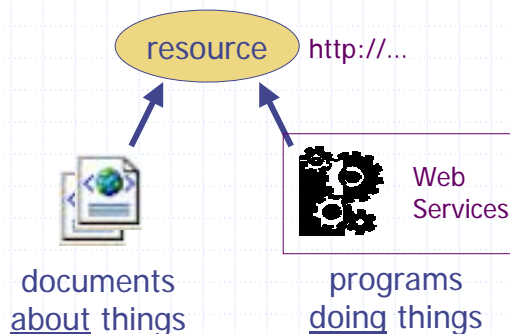 resource
http://...
Web
Services
documents
about things
programs
doing things